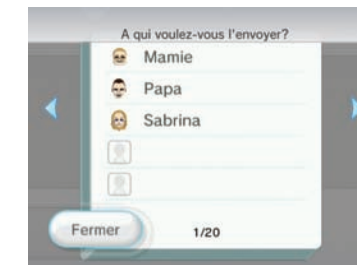 A qui voulez-vous l'envoyer?
Mamie
Papa
Sabrina
Fermer
1/20